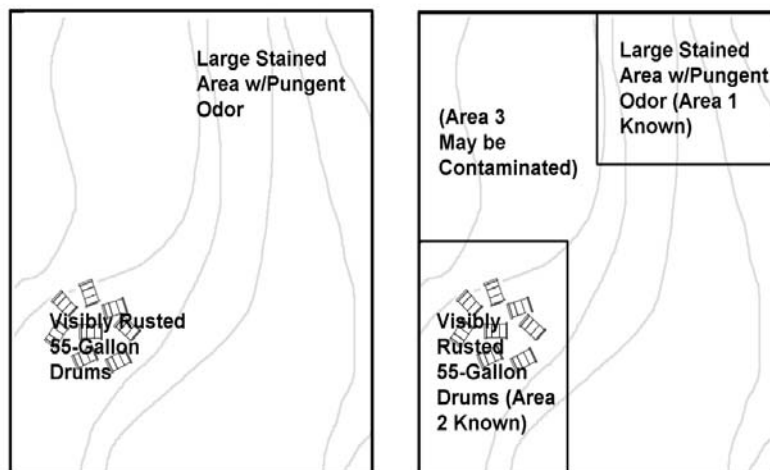 Large Stained
Area w/Pungent
Odor
Visibly Rusted
55-Gallon
Drums
Large Stained
Area w/Pungent
Odor (Area 1
Known)
(Area 3
May be
Contaminated)
Visibly
Rusted
55-Gallon
Drums (Area
2 Known)